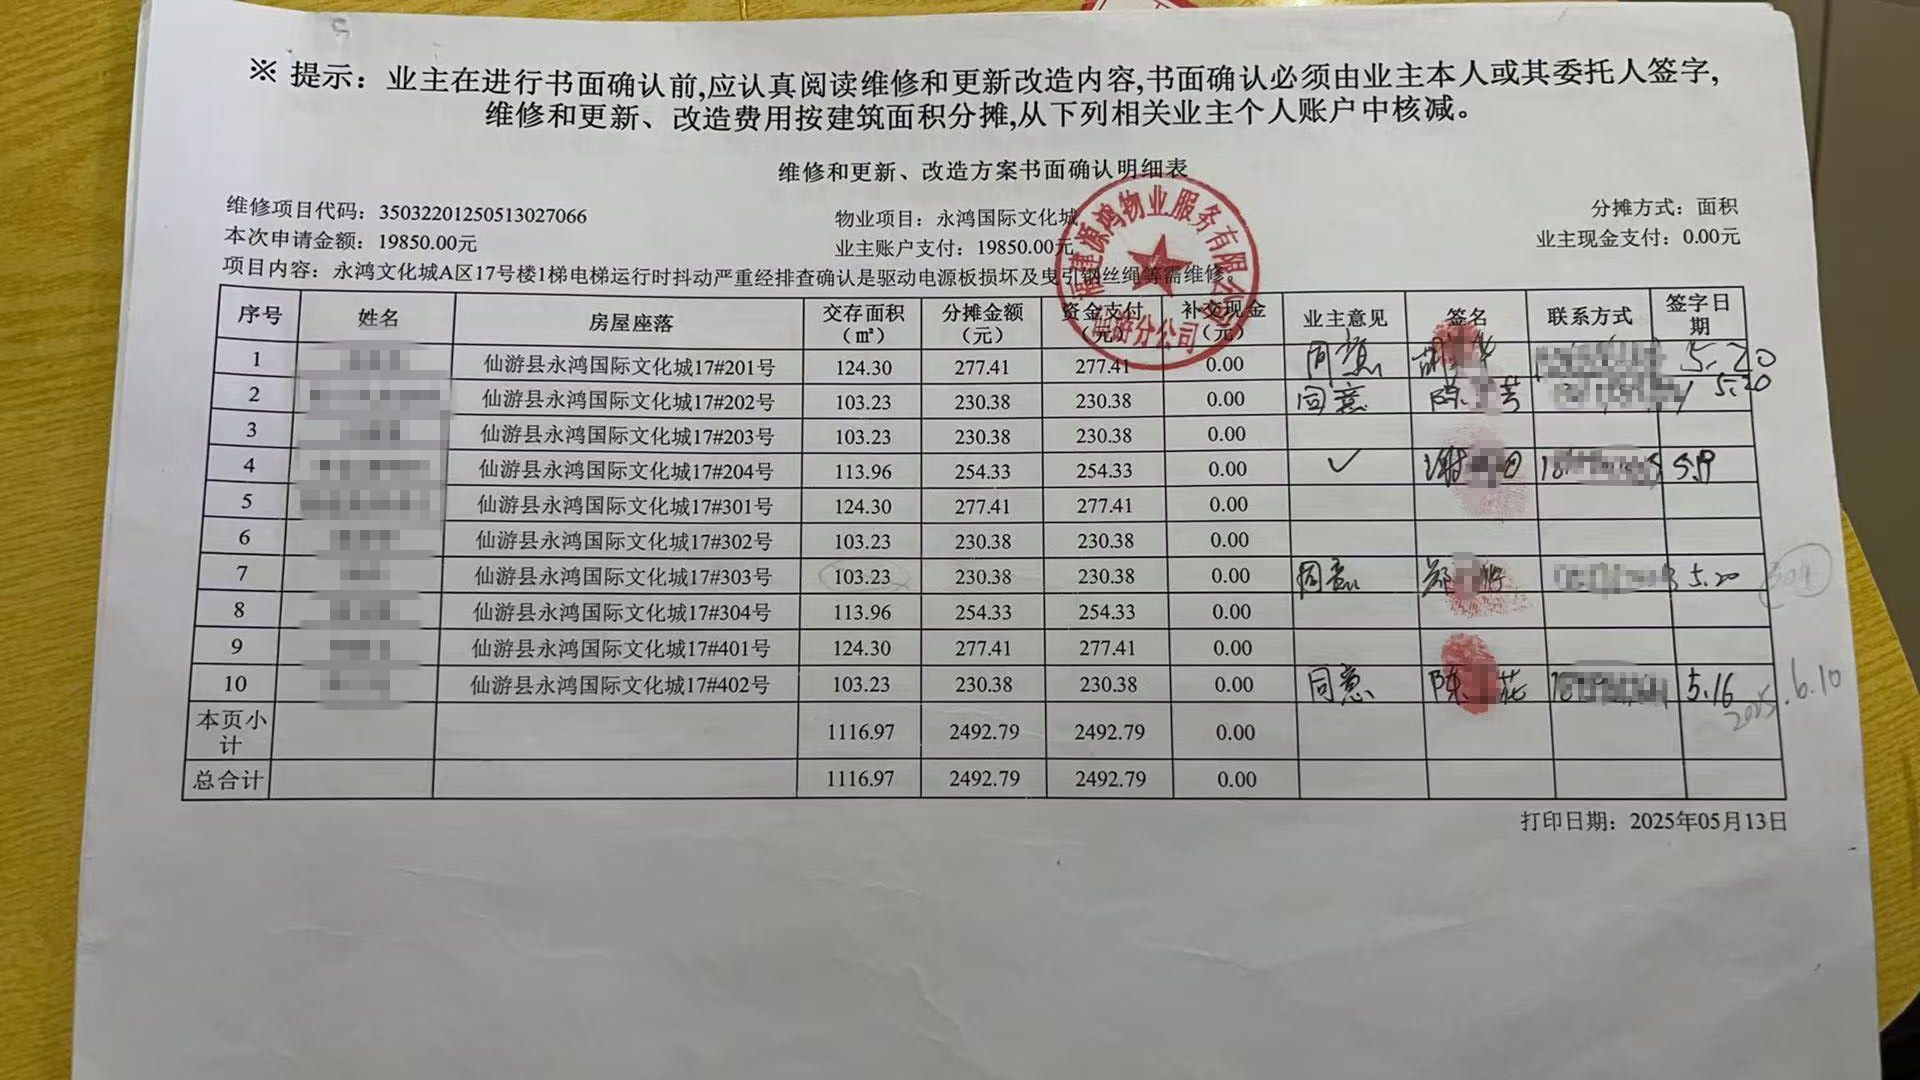 ※ 提示：业主在进行书面确认前,应认真阅读维修和更新改造内容,书面确认必须由业主本人或其委托人签字,
维修和更新、改造费用按建筑面积分摊,从下列相关业主个人账户中核减。
维修和更新、改造方案书面确认明细表
维修项目代码：35032201250513027066 物业项目：永鸿国际文化城 分摊方式：面积
本次申请金额：19850.00元 业主账户支付：19850.00元 业主现金支付：0.00元
项目内容：永鸿文化城A区17号楼1梯电梯运行时抖动严重经排查确认是驱动电源板损坏及曳引钢丝绳等需维修。
源鸿物业服务有限公司
仙游分公司
序号 姓名 房屋座落 交存面积（㎡） 分摊金额（元） 资金支付（元） 补交现金（元） 业主意见 签名 联系方式 签字日期
1 仙游县永鸿国际文化城17#201号 124.30 277.41 277.41 0.00 同意 5.20
2 仙游县永鸿国际文化城17#202号 103.23 230.38 230.38 0.00 同意 陈 芳 5.20
3 仙游县永鸿国际文化城17#203号 103.23 230.38 230.38 0.00
4 仙游县永鸿国际文化城17#204号 113.96 254.33 254.33 0.00 ✓ 谢 5.19
5 仙游县永鸿国际文化城17#301号 124.30 277.41 277.41 0.00
6 仙游县永鸿国际文化城17#302号 103.23 230.38 230.38 0.00
7 仙游县永鸿国际文化城17#303号 103.23 230.38 230.38 0.00 同意 郑 5.20 304
8 仙游县永鸿国际文化城17#304号 113.96 254.33 254.33 0.00
9 仙游县永鸿国际文化城17#401号 124.30 277.41 277.41 0.00
10 仙游县永鸿国际文化城17#402号 103.23 230.38 230.38 0.00 同意 陈 花 5.16
2025.6.10
本页小计 1116.97 2492.79 2492.79 0.00
总合计 1116.97 2492.79 2492.79 0.00
打印日期：2025年05月13日